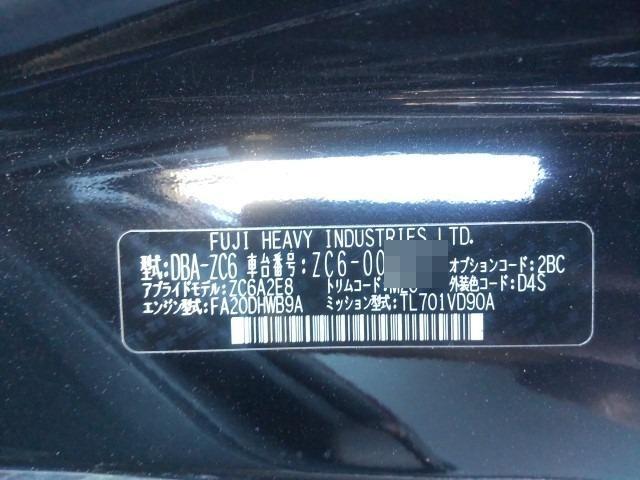 FUJI HEAVY INDUSTRIES LTD.
型式:DBA-ZC6 車台番号:ZC6-00 オプションコード:2BC
アプライドモデル:ZC6A2E8 トリムコード: 外装色コード:D4S
エンジン型式:FA20DHWB9A ミッション型式:TL701VD90A